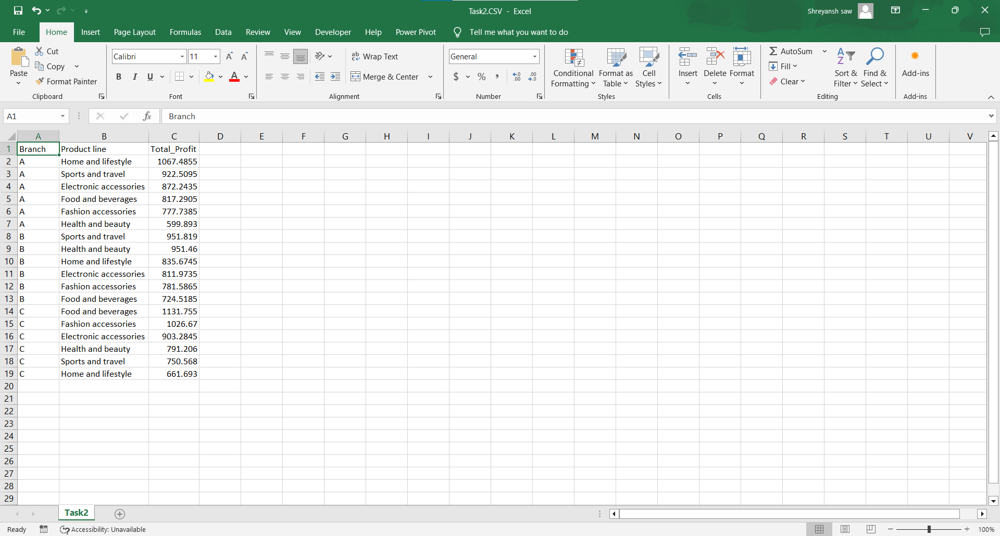 Task2.CSV - Excel
Shreyansh saw
File Home Insert Page Layout Formulas Data Review View Developer Help Power Pivot Tell me what you want to do
Paste
Cut
Copy
Format Painter
Clipboard
Calibri 11
B I U
Font
Wrap Text
Merge & Center
Alignment
General
$ % ,
Number
Conditional Formatting
Format as Table
Cell Styles
Styles
Insert
Delete
Format
Cells
AutoSum
Fill
Clear
Sort & Filter
Find & Select
Editing
Add-ins
Add-ins
A1 fx Branch
A B C D E F G H I J K L M N O P Q R S T U V
1 Branch Product line Total_Profit
2 A Home and lifestyle 1067.4855
3 A Sports and travel 922.5095
4 A Electronic accessories 872.2435
5 A Food and beverages 817.2905
6 A Fashion accessories 777.7385
7 A Health and beauty 599.893
8 B Sports and travel 951.819
9 B Health and beauty 951.46
10 B Home and lifestyle 835.6745
11 B Electronic accessories 811.9735
12 B Fashion accessories 781.5865
13 B Food and beverages 724.5185
14 C Food and beverages 1131.755
15 C Fashion accessories 1026.67
16 C Electronic accessories 903.2845
17 C Health and beauty 791.206
18 C Sports and travel 750.568
19 C Home and lifestyle 661.693
20
21
22
23
24
25
26
27
28
29
Task2
Ready Accessibility: Unavailable 100%